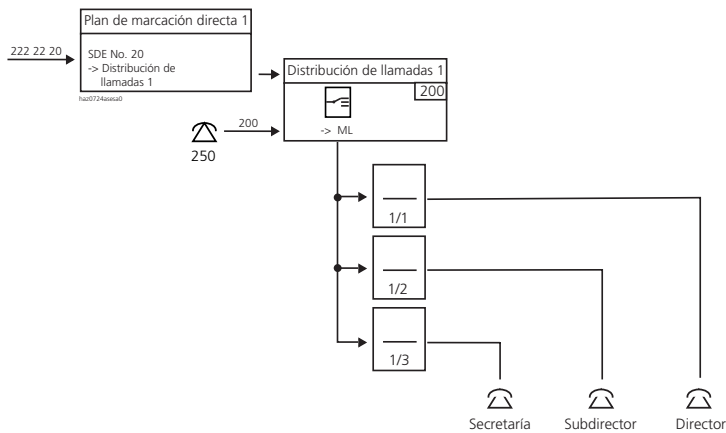 Plan de marcación directa 1
222 22 20
SDE No. 20
-> Distribución de
llamadas 1
haz0724asesa0
Distribución de llamadas 1
200
-> ML
200
250
1/1
1/2
1/3
Secretaría
Subdirector
Director